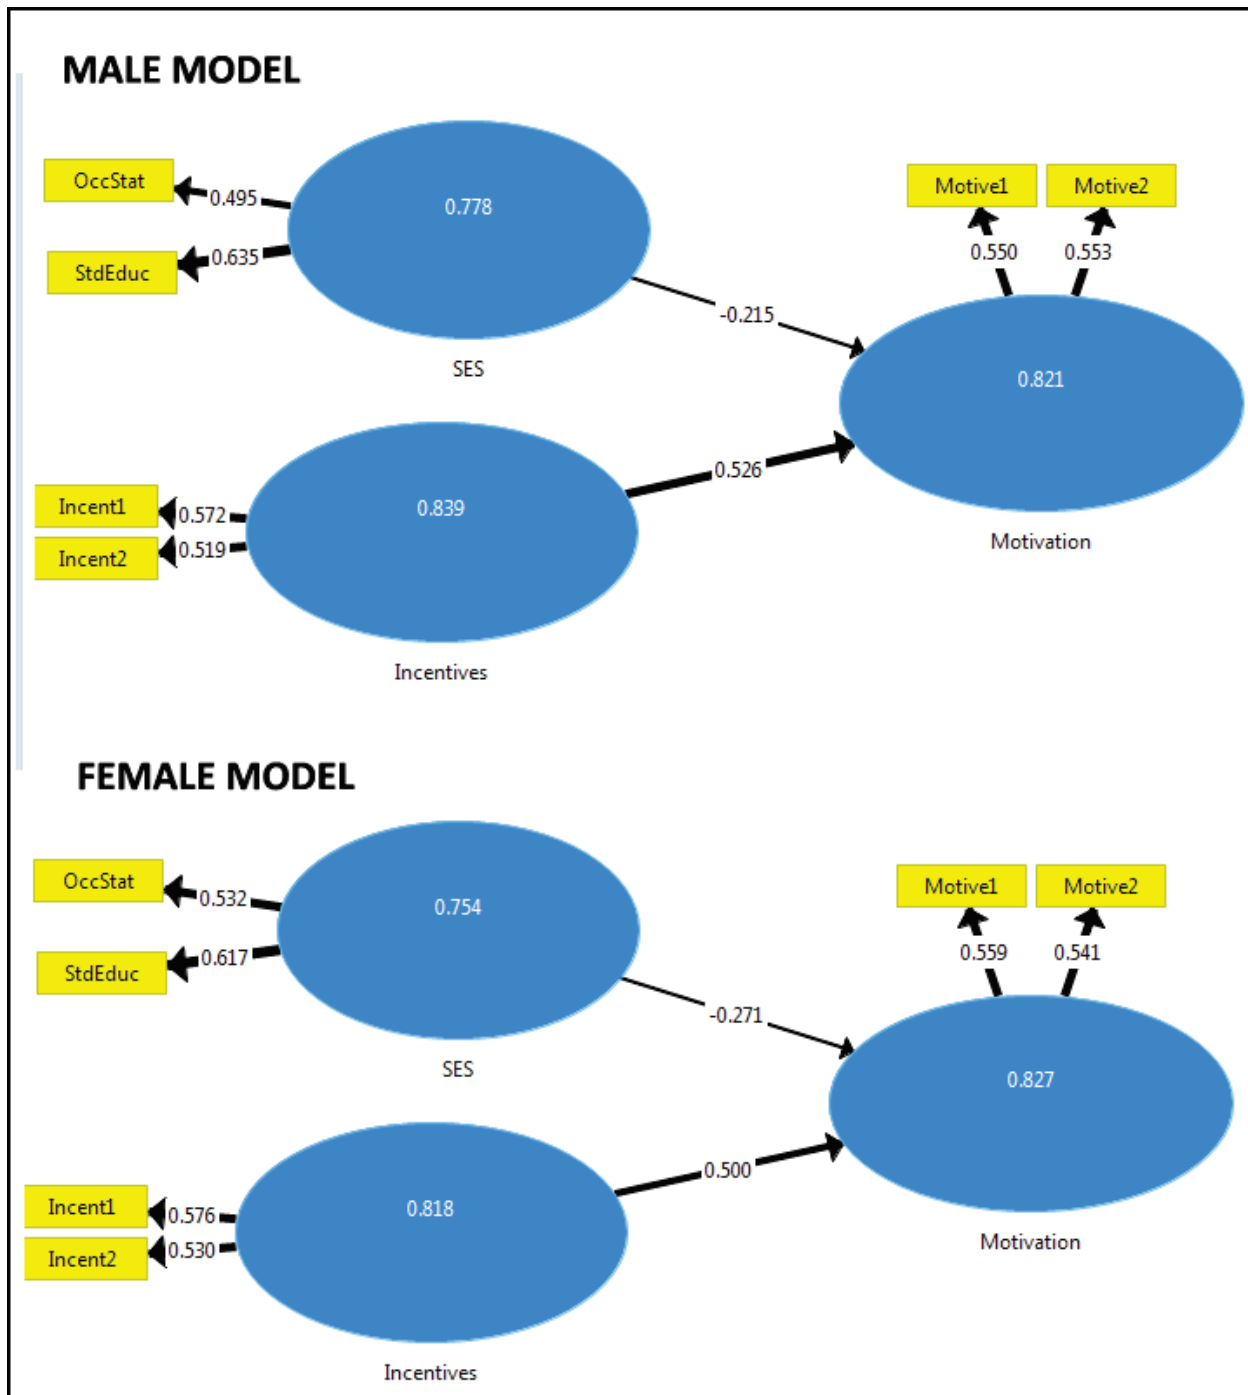 MALE MODEL
OccStat
0.495
0.778
Motive1
Motive2
StdEduc
0.635
0.550
0.553
-0.215
SES
0.821
Incent1
0.572
0.839
0.526
Incent2
0.519
Motivation
Incentives
FEMALE MODEL
OccStat
0.532
0.754
Motive1
Motive2
StdEduc
0.617
0.559
0.541
-0.271
SES
0.827
Incent1
0.576
0.818
0.500
Incent2
0.530
Motivation
Incentives